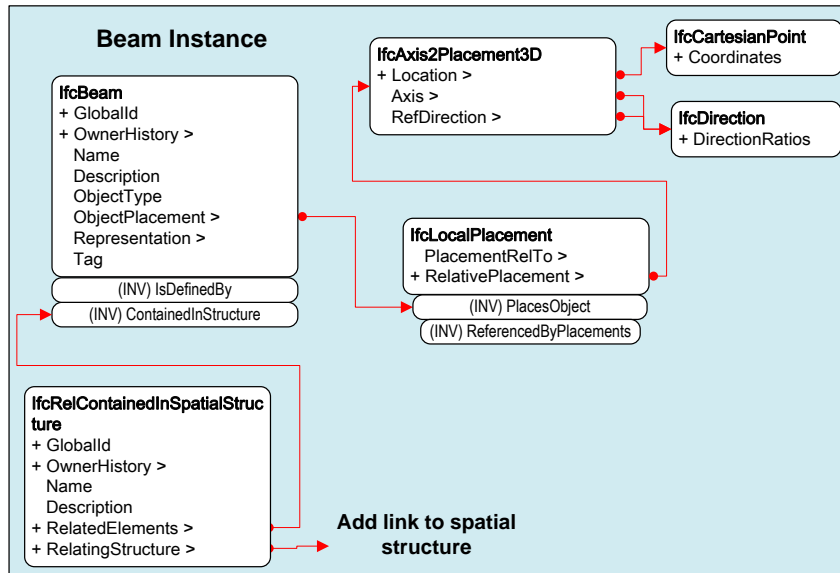 Beam Instance
IfcBeam
+ GlobalId
+ OwnerHistory >
Name
Description
ObjectType
ObjectPlacement >
Representation >
Tag
(INV) IsDefinedBy
(INV) ContainedInStructure
IfcAxis2Placement3D
+ Location >
Axis >
RefDirection >
IfcCartesianPoint
+ Coordinates
IfcDirection
+ DirectionRatios
IfcLocalPlacement
PlacementRelTo >
+ RelativePlacement >
(INV) PlacesObject
(INV) ReferencedByPlacements
IfcRelContainedInSpatialStruc
ture
+ GlobalId
+ OwnerHistory >
Name
Description
+ RelatedElements >
+ RelatingStructure >
Add link to spatial
structure